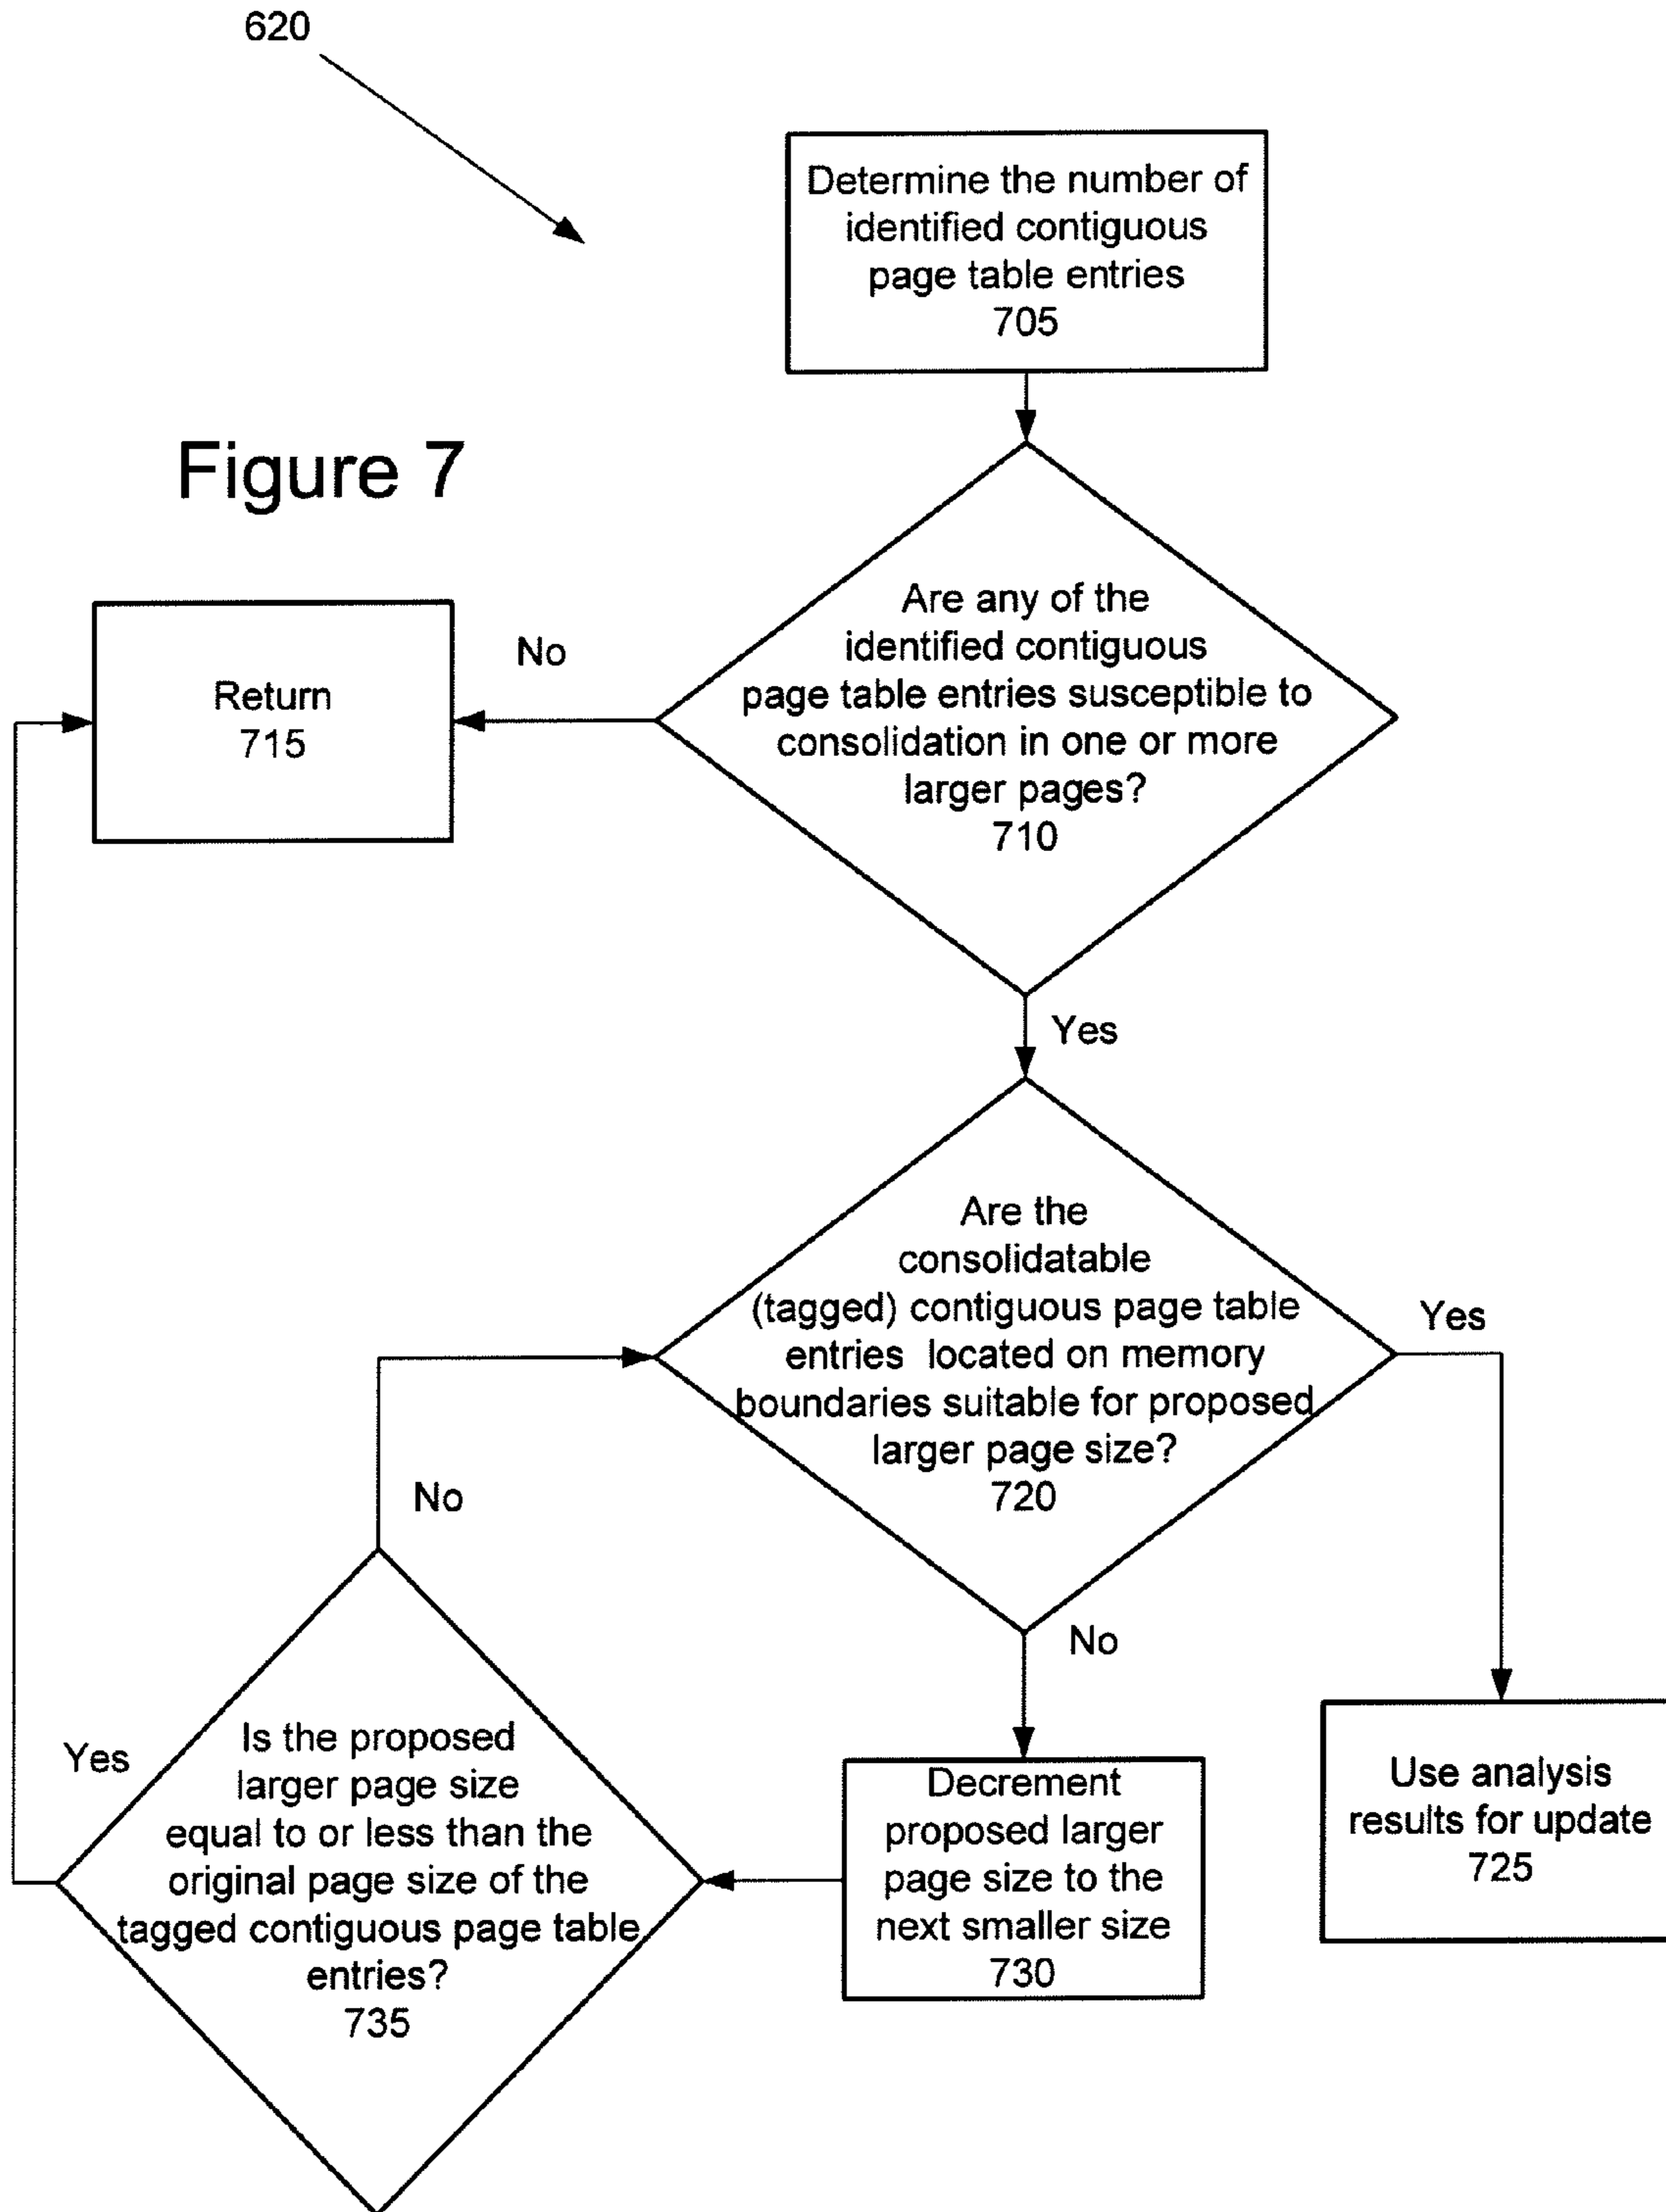 620
Determine the number of
identified contiguous
page table entries
705
Figure 7
Are any of the
identified contiguous
page table entries susceptible to
consolidation in one or more
larger pages?
710
No
Return
715
Yes
Are the
consolidatable
(tagged) contiguous page table
entries located on memory
boundaries suitable for proposed
larger page size?
720
Yes
No
No
Use analysis
results for update
725
Decrement
proposed larger
page size to the
next smaller size
730
Yes
Is the proposed
larger page size
equal to or less than the
original page size of the
tagged contiguous page table
entries?
735